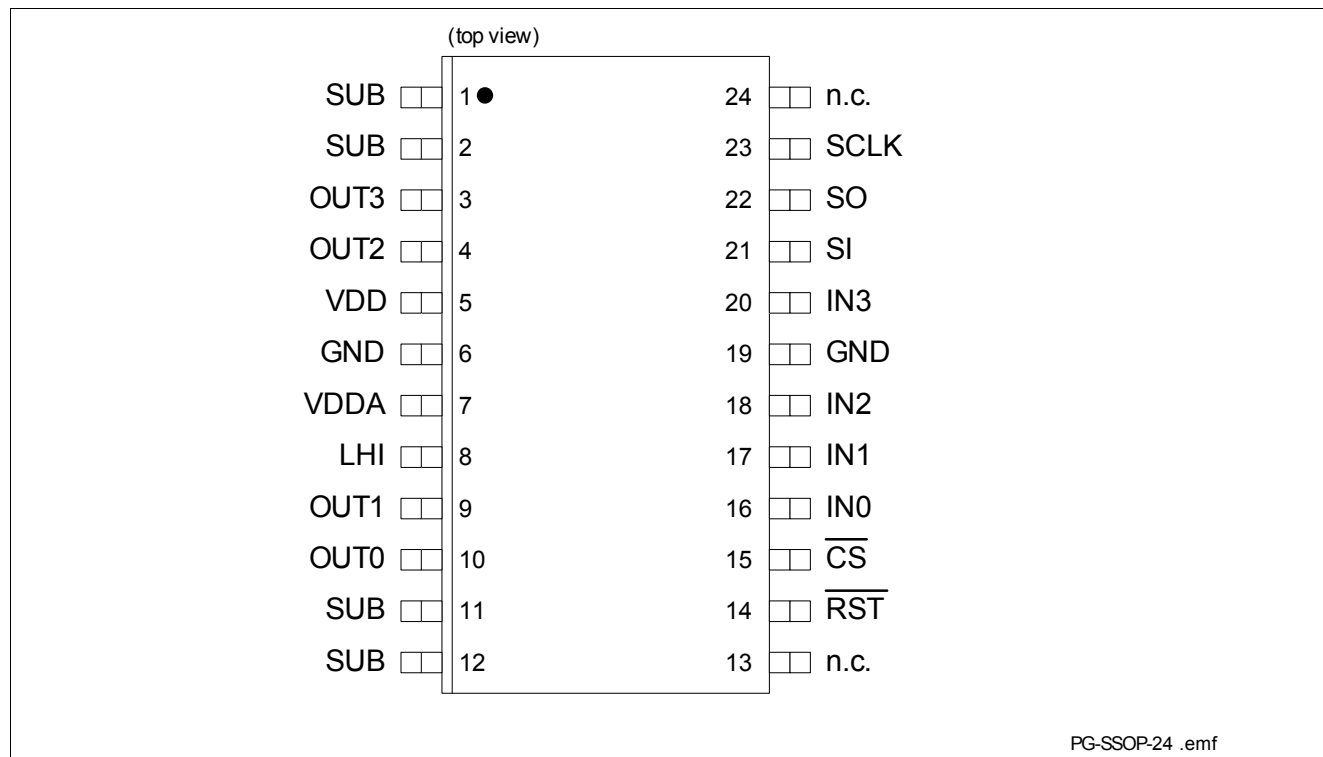 (top view)
SUB 1 24 n.c.
SUB 2 23 SCLK
OUT3 3 22 SO
OUT2 4 21 SI
VDD 5 20 IN3
GND 6 19 GND
VDDA 7 18 IN2
LHI 8 17 IN1
OUT1 9 16 IN0
OUT0 10 15 C̅S̅
SUB 11 14 R̅S̅T̅
SUB 12 13 n.c.
PG-SSOP-24 .emf